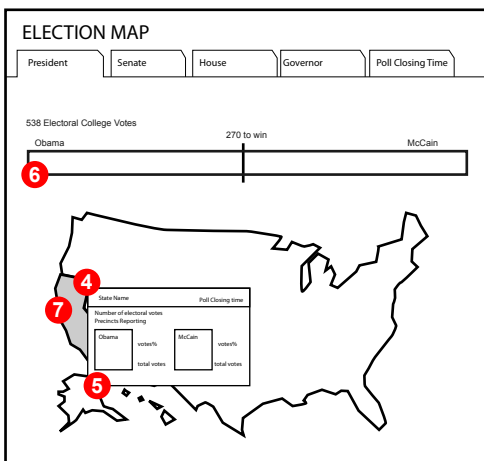 ELECTION MAP
President Senate House Governor Poll Closing Time
538 Electoral College Votes
270 to win
Obama McCain
6
4
State Name Poll Closing time
7
Number of electoral votes
Precincts Reporting
Obama McCain
votes% votes%
total votes total votes
5